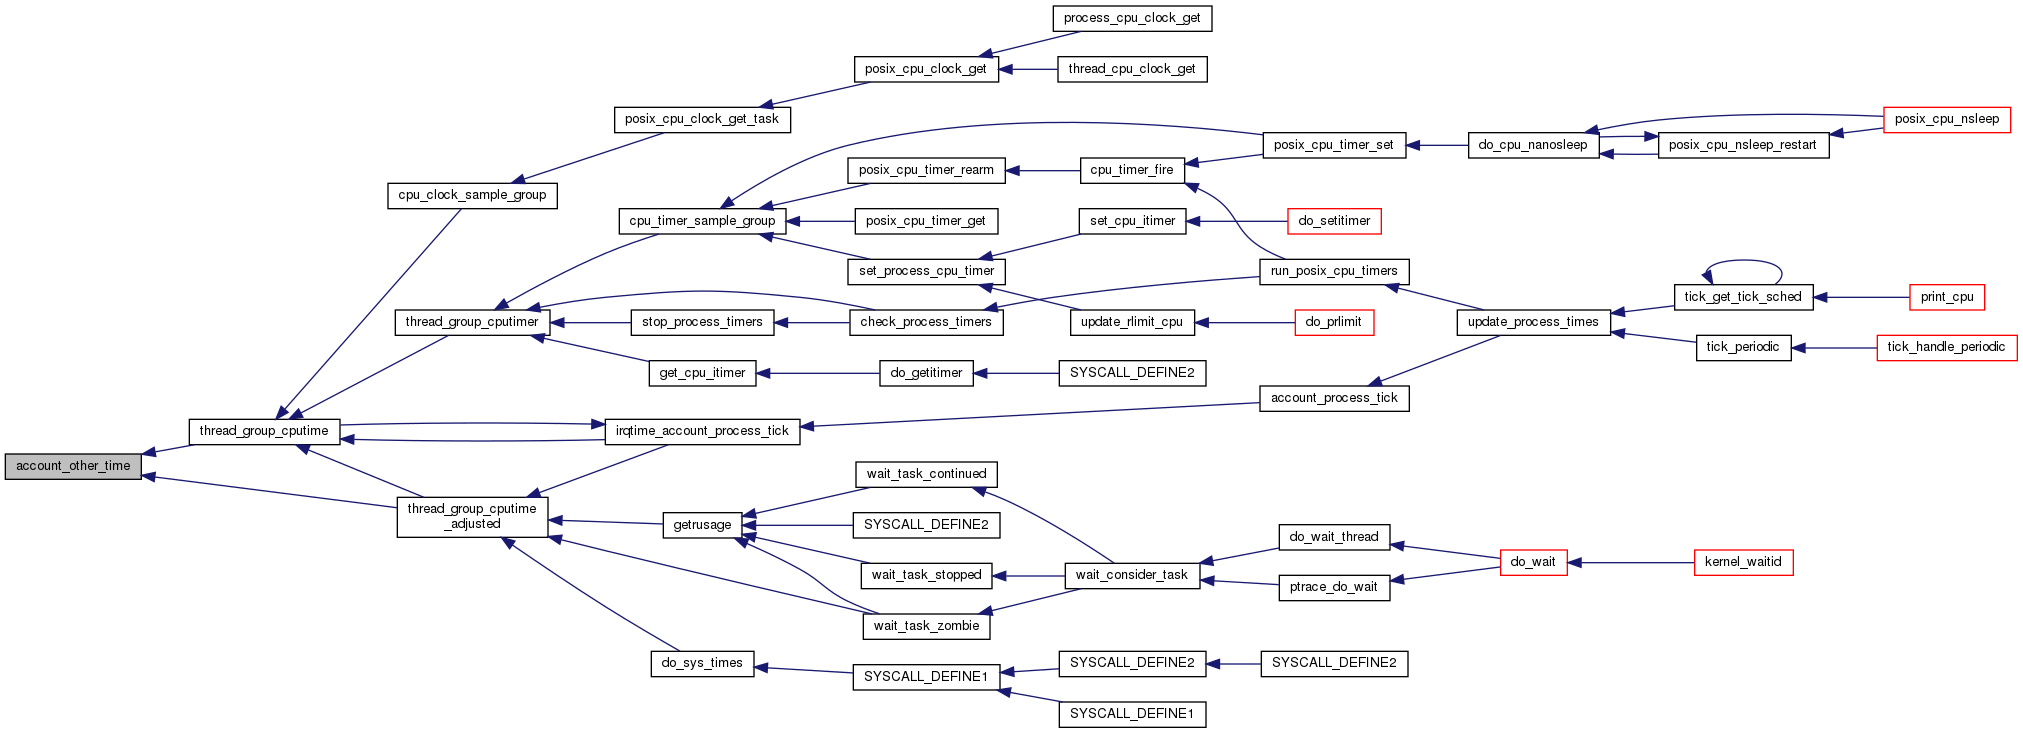 process_cpu_clock_get
posix_cpu_clock_get
thread_cpu_clock_get
posix_cpu_clock_get_task
posix_cpu_nsleep
posix_cpu_timer_set
do_cpu_nanosleep
posix_cpu_nsleep_restart
posix_cpu_timer_rearm
cpu_timer_fire
cpu_clock_sample_group
cpu_timer_sample_group
posix_cpu_timer_get
set_cpu_itimer
do_setitimer
set_process_cpu_timer
run_posix_cpu_timers
tick_get_tick_sched
print_cpu
thread_group_cputimer
stop_process_timers
check_process_timers
update_rlimit_cpu
do_prlimit
update_process_times
tick_periodic
tick_handle_periodic
get_cpu_itimer
do_getitimer
SYSCALL_DEFINE2
account_process_tick
thread_group_cputime
irqtime_account_process_tick
account_other_time
wait_task_continued
thread_group_cputime
_adjusted
getrusage
SYSCALL_DEFINE2
do_wait_thread
wait_task_stopped
wait_consider_task
do_wait
kernel_waitid
ptrace_do_wait
wait_task_zombie
do_sys_times
SYSCALL_DEFINE1
SYSCALL_DEFINE2
SYSCALL_DEFINE2
SYSCALL_DEFINE1